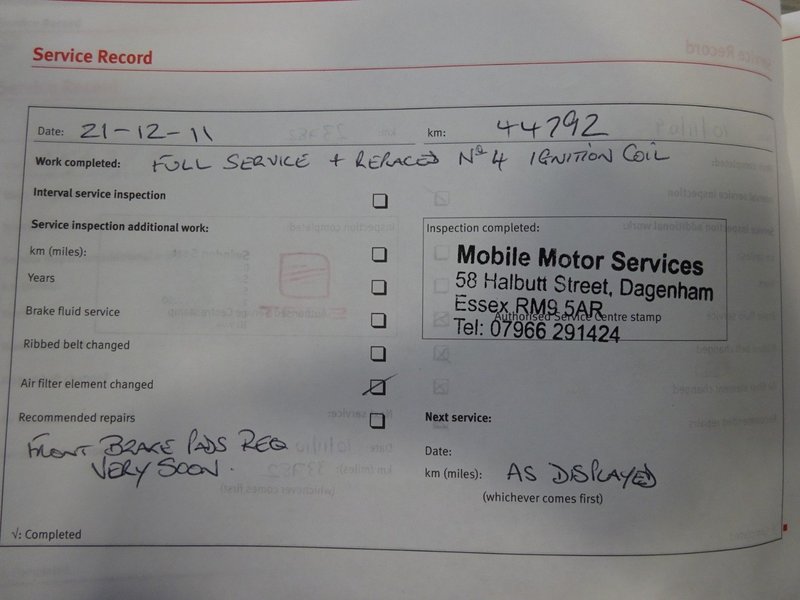 Service Record
Date: 21-12-11 km: 44792
Work completed: FULL SERVICE + REPACED Nº 4 IGNITION COIL
Interval service inspection
Service inspection additional work:
km (miles):
Years
Brake fluid service
Ribbed belt changed
Air filter element changed
Recommended repairs
FRONT BRAKE PADS REQ
VERY SOON.
√: Completed
Inspection completed:
Mobile Motor Services
58 Halbutt Street, Dagenham
Essex RM9 5AR
Authorised Service Centre stamp
Tel: 07966 291424
Next service:
Date:
km (miles): AS DISPLAYED
(whichever comes first)